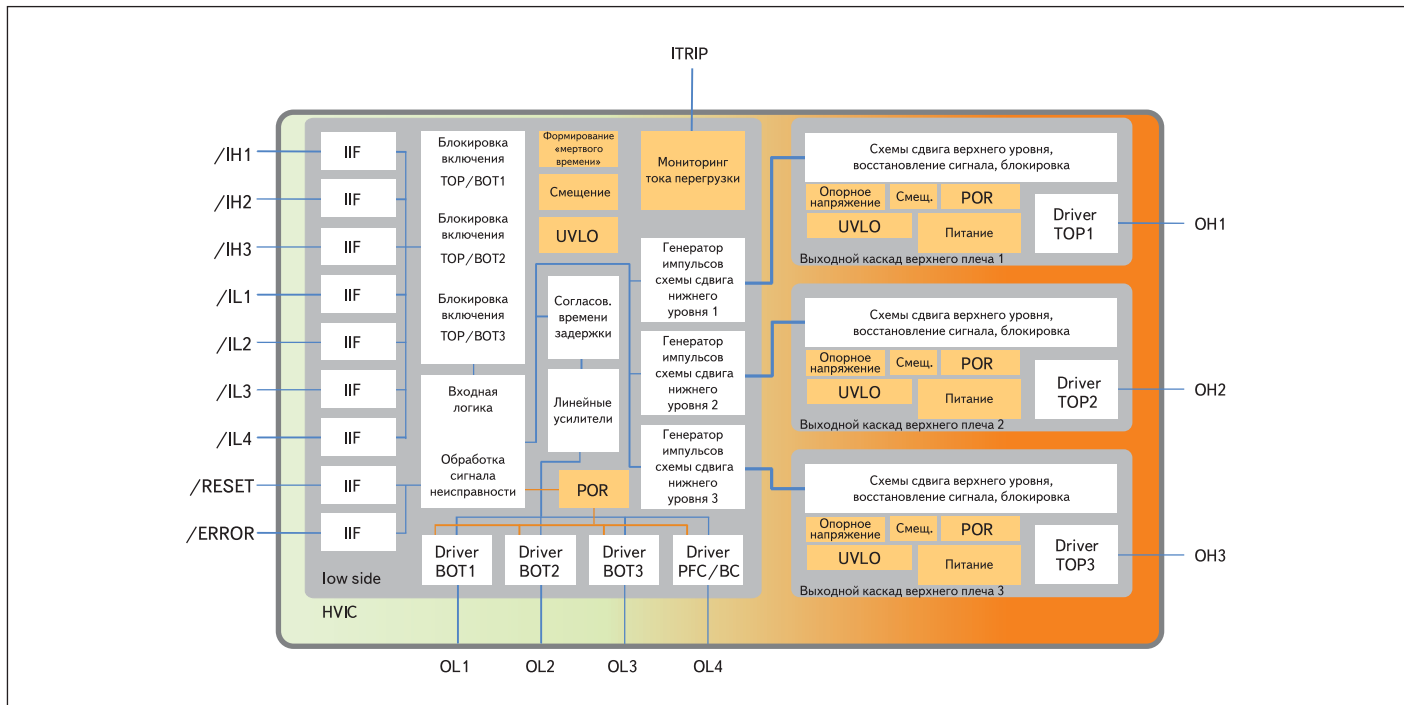 ITRIP
/IH1
/IH2
/IH3
/IL1
/IL2
/IL3
/IL4
/RESET
/ERROR
IIF
IIF
IIF
IIF
IIF
IIF
IIF
IIF
IIF
low side
HVIC
Блокировка
включения
TOP/BOT1
Блокировка
включения
TOP/BOT2
Блокировка
включения
TOP/BOT3
Входная
логика
Обработка
сигнала
неисправности
Формирование
«мертвого
времени»
Смещение
UVLO
Согласов.
времени
задержки
Линейные
усилители
POR
Мониторинг
тока перегрузки
Генератор
импульсов
схемы сдвига
нижнего
уровня 1
Генератор
импульсов
схемы сдвига
нижнего
уровня 2
Генератор
импульсов
схемы сдвига
нижнего
уровня 3
Driver
BOT1
Driver
BOT2
Driver
BOT3
Driver
PFC/BC
OL1
OL2
OL3
OL4
Схемы сдвига верхнего уровня,
восстановление сигнала, блокировка
Опорное
напряжение
Смещ.
POR
UVLO
Питание
Driver
TOP1
Выходной каскад верхнего плеча 1
OH1
Схемы сдвига верхнего уровня,
восстановление сигнала, блокировка
Опорное
напряжение
Смещ.
POR
UVLO
Питание
Driver
TOP2
Выходной каскад верхнего плеча 2
OH2
Схемы сдвига верхнего уровня,
восстановление сигнала, блокировка
Опорное
напряжение
Смещ.
POR
UVLO
Питание
Driver
TOP3
Выходной каскад верхнего плеча 3
OH3